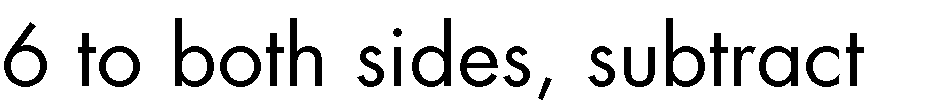 6 to both sides, subtract